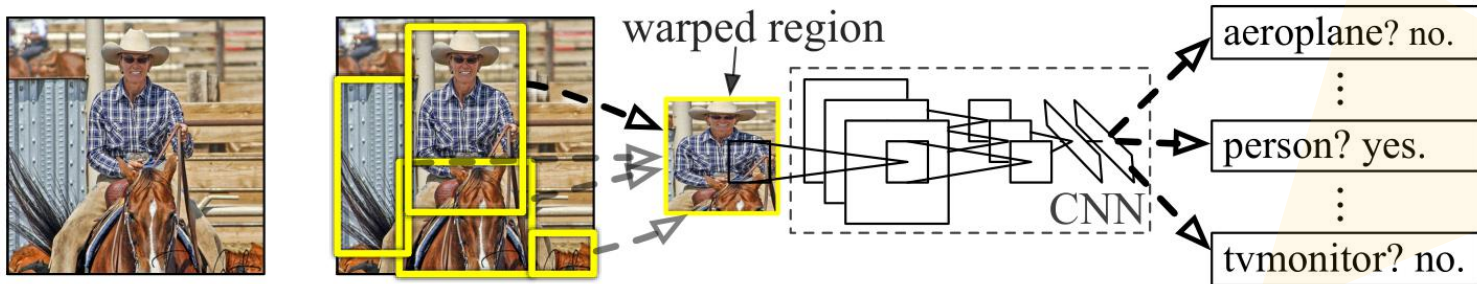 warped region
aeroplane? no.
person? yes.
CNN
tvmonitor? no.